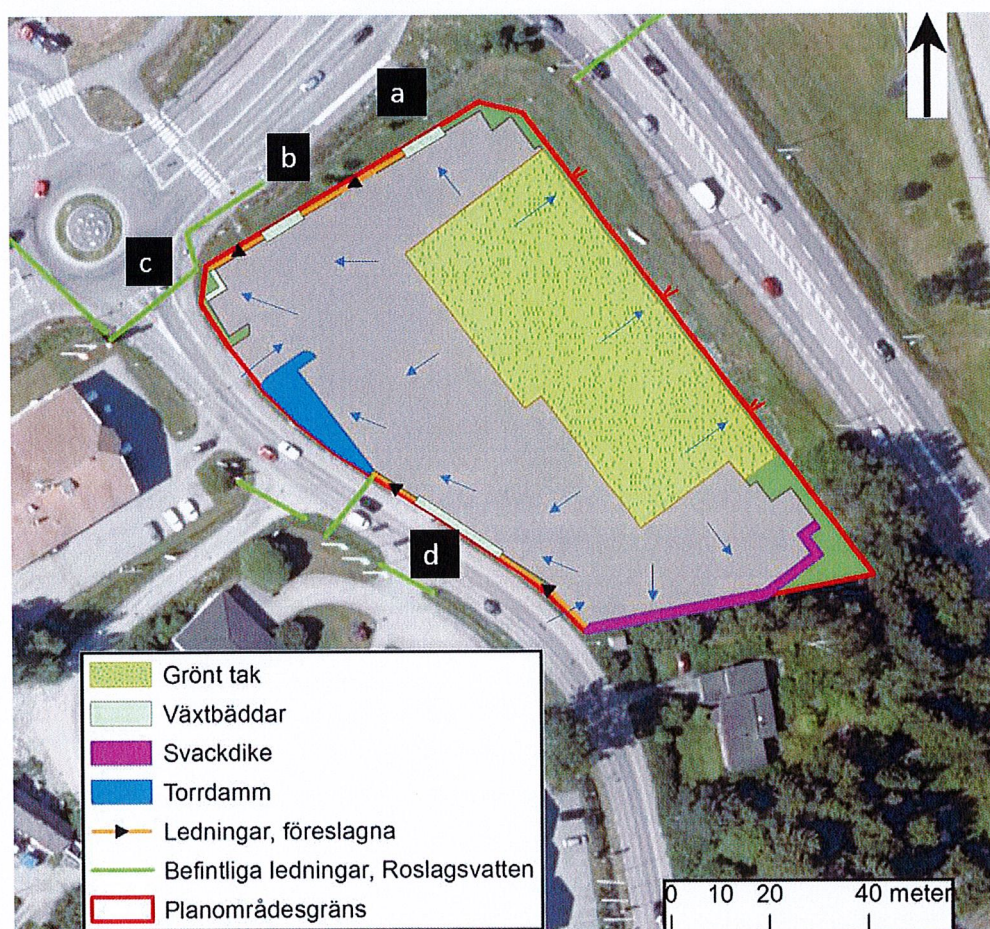 a
b
c
d
Grönt tak
Växtbäddar
Svackdike
Torrdamm
Ledningar, föreslagna
Befintliga ledningar, Roslagsvatten
Planområdesgräns
0 10 20 40 meter